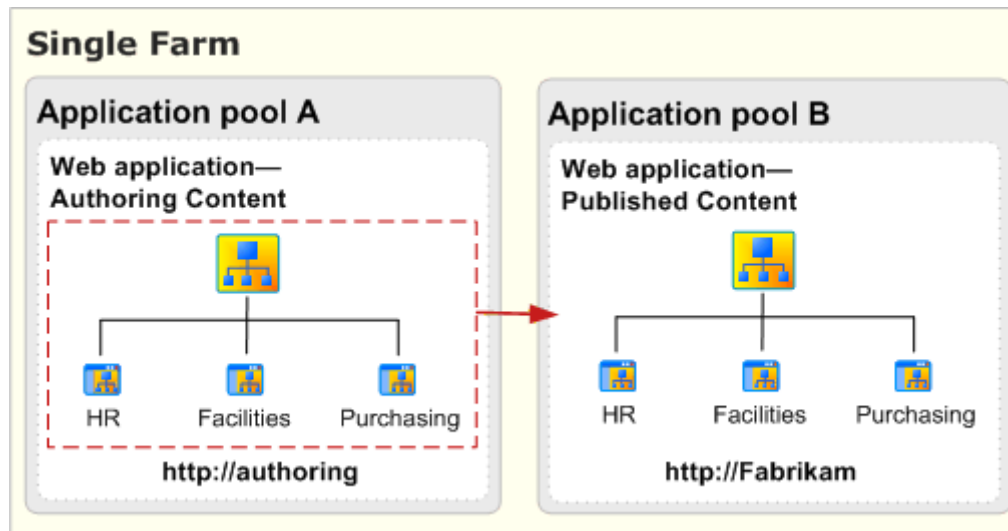 Single Farm
Application pool A
Web application—
Authoring Content
HR
Facilities
Purchasing
http://authoring
Application pool B
Web application—
Published Content
HR
Facilities
Purchasing
http://Fabrikam